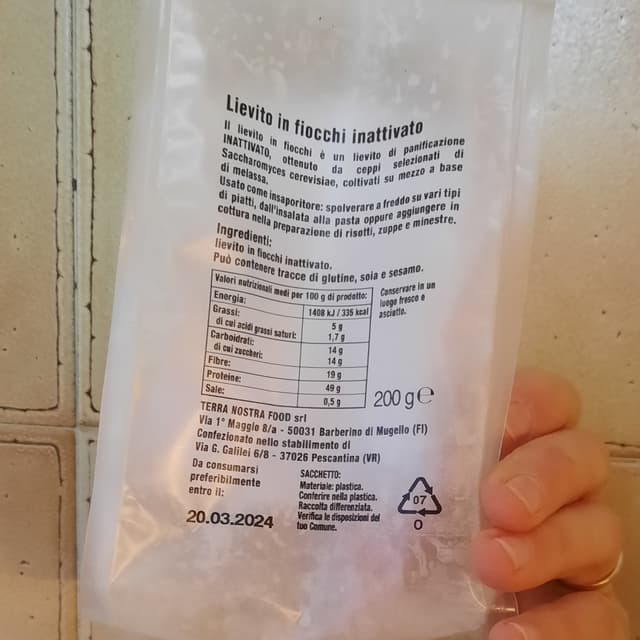 Lievito in fiocchi inattivato
Il lievito in fiocchi è un lievito di panificazione
INATTIVATO, ottenuto da ceppi selezionati di
Saccharomyces cerevisiae, coltivati su mezzo a base
di melassa.
Usato come insaporitore: spolverare a freddo su vari tipi
di piatti, dall'insalata alla pasta oppure aggiungere in
cottura nella preparazione di risotti, zuppe e minestre.
Ingredienti:
lievito in fiocchi inattivato.
Può contenere tracce di glutine, soia e sesamo.
Valori nutrizionali medi per 100 g di prodotto:
Energia: 1408 kJ / 335 kcal
Grassi: 5 g
di cui acidi grassi saturi: 1,7 g
Carboidrati: 14 g
di cui zuccheri: 14 g
Fibre: 19 g
Proteine: 49 g
Sale: 0,5 g
Conservare in un
luogo fresco e
asciutto.
200 g e
TERRA NOSTRA FOOD srl
Via 1° Maggio 8/a - 50031 Barberino di Mugello (FI)
Confezionato nello stabilimento di
Via G. Galilei 6/8 - 37026 Pescantina (VR)
Da consumarsi
preferibilmente
entro il:
20.03.2024
SACCHETTO:
Materiale: plastica.
Conferire nella plastica.
Raccolta differenziata.
Verifica le disposizioni del
tuo Comune.
07
O